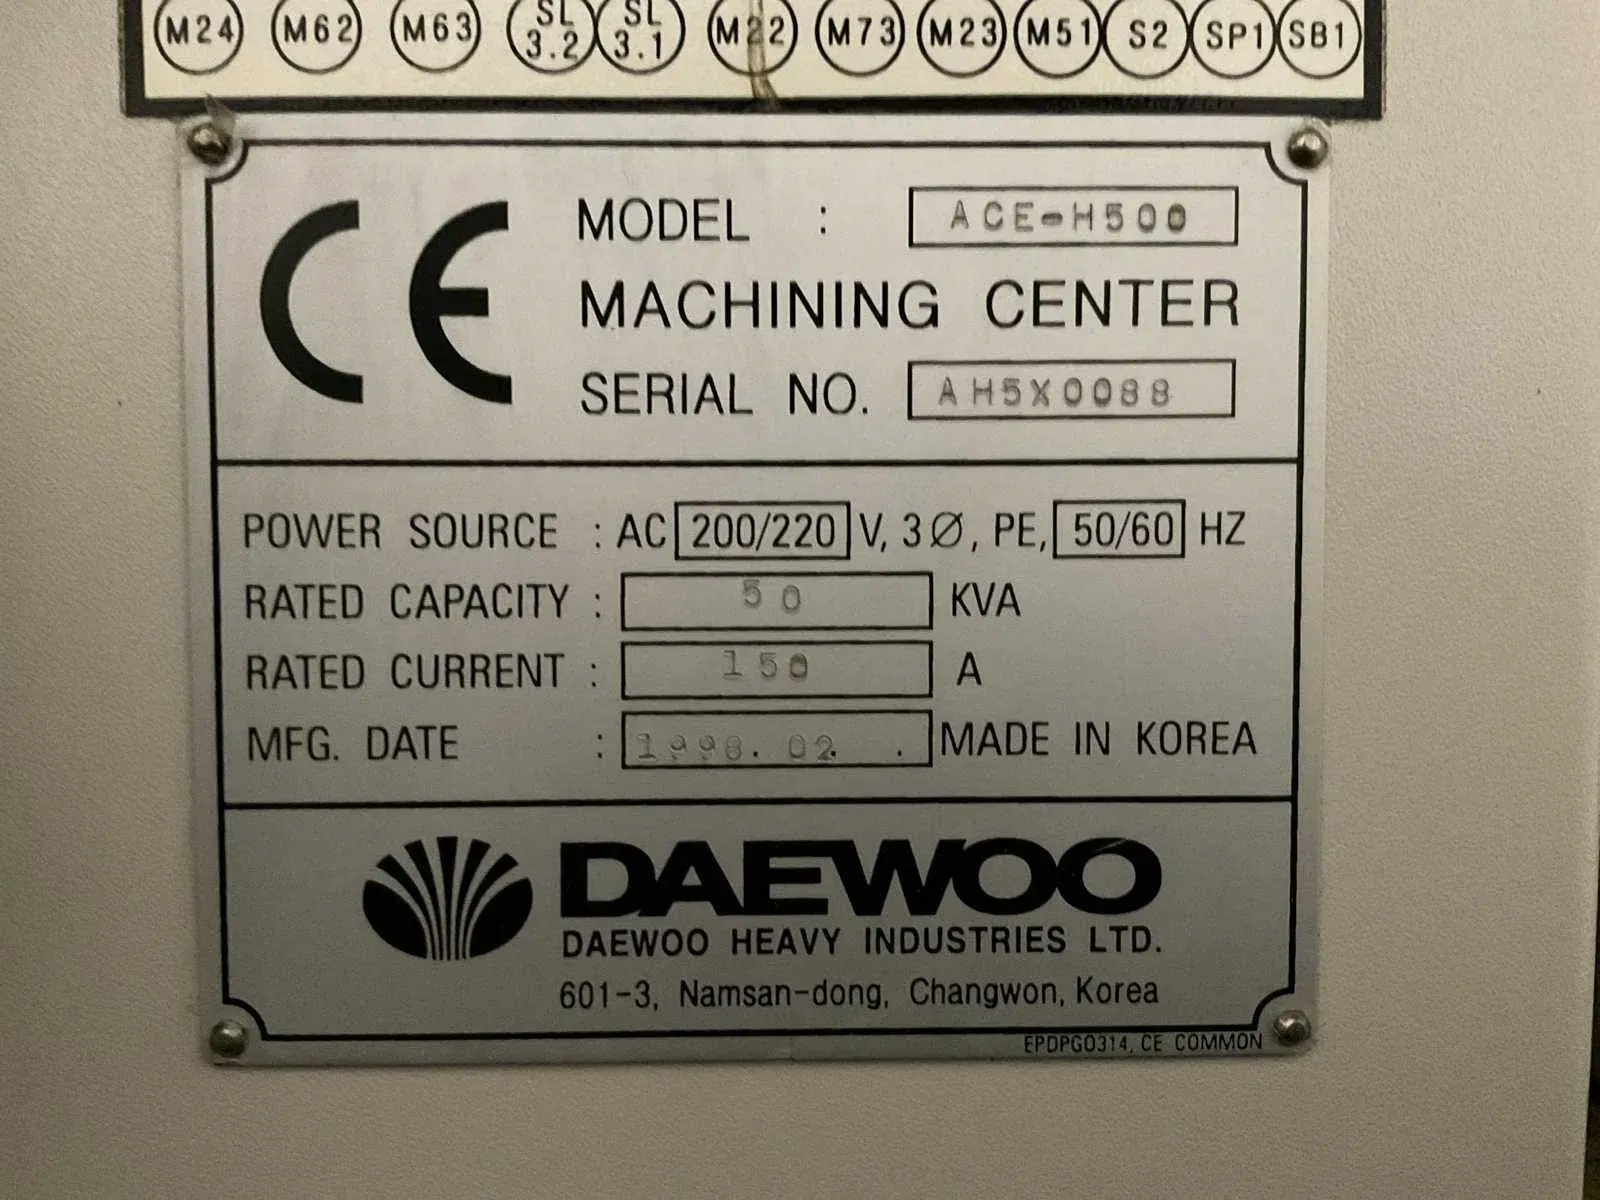 M24 M62 M63 SL 3.2 SL 3.1 M22 M73 M23 M51 S2 SP1 SB1
CE MODEL : ACE-H500
MACHINING CENTER
SERIAL NO. AH5X0088
POWER SOURCE : AC 200/220 V, 3Ø, PE, 50/60 HZ
RATED CAPACITY : 50 KVA
RATED CURRENT : 150 A
MFG. DATE : 1998. 02. . MADE IN KOREA
DAEWOO
DAEWOO HEAVY INDUSTRIES LTD.
601-3, Namsan-dong, Changwon, Korea
EPDPG0314, CE COMMON